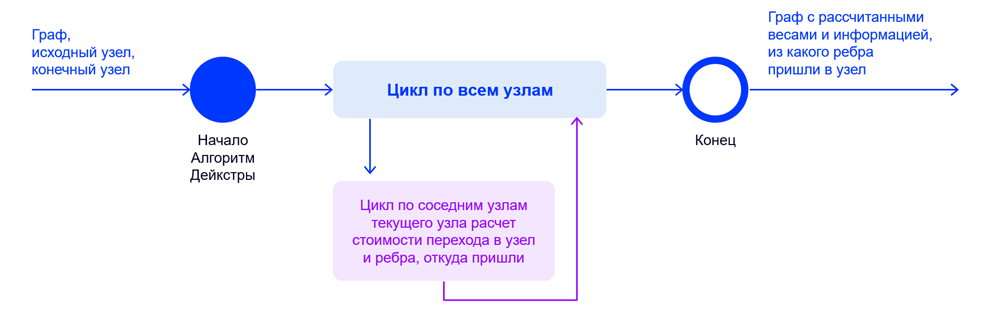 Граф,
исходный узел,
конечный узел
Начало
Алгоритм
Дейкстры
Цикл по всем узлам
Цикл по соседним узлам
текущего узла расчет
стоимости перехода в узел
и ребра, откуда пришли
Конец
Граф с рассчитанными
весами и информацией,
из какого ребра
пришли в узел